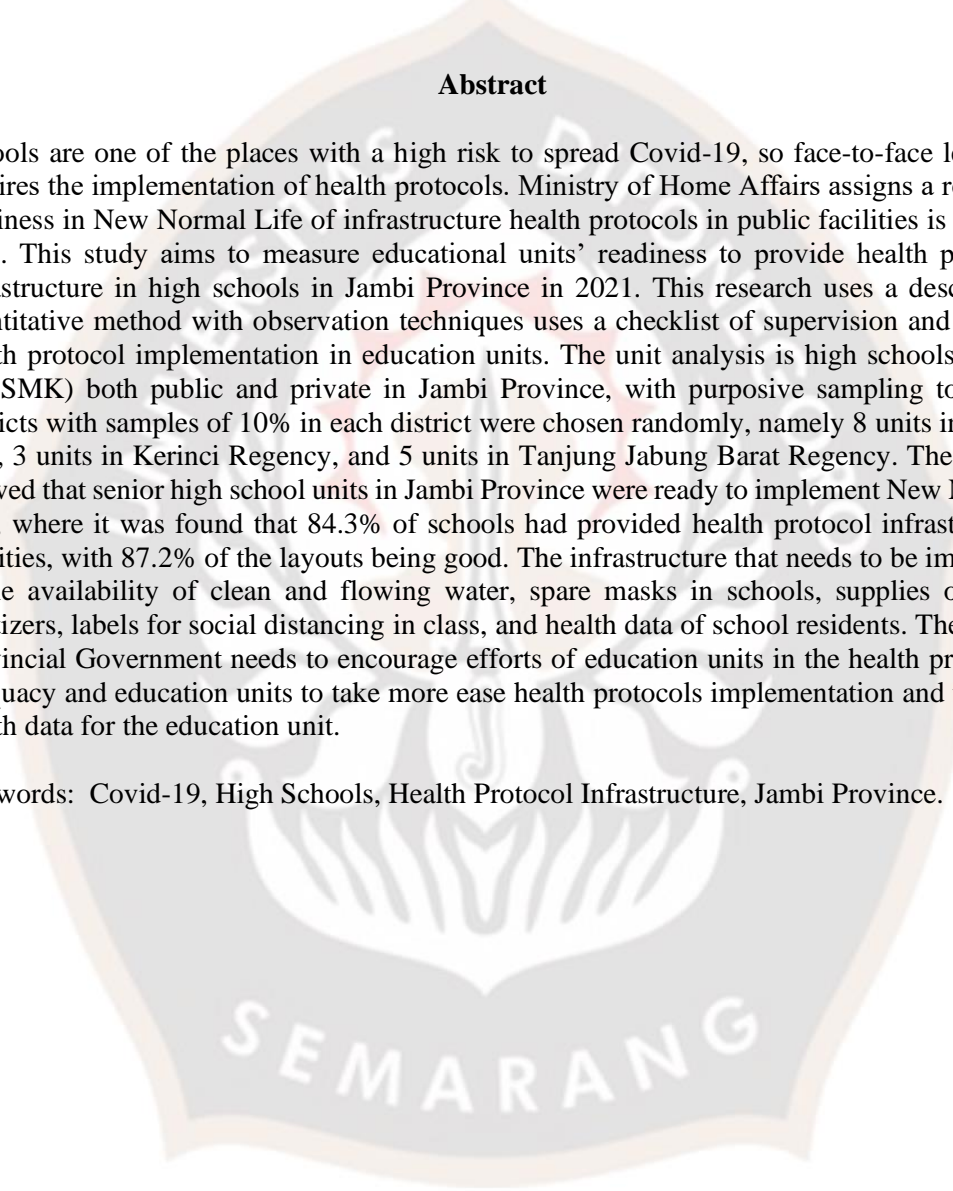 Abstract
ools are one of the places with a high risk to spread Covid-19, so face-to-face le
ires the implementation of health protocols. Ministry of Home Affairs assigns a re
iness in New Normal Life of infrastructure health protocols in public facilities is
. This study aims to measure educational units’ readiness to provide health p
astructure in high schools in Jambi Province in 2021. This research uses a desc
ntitative method with observation techniques uses a checklist of supervision and
th protocol implementation in education units. The unit analysis is high schools
SMK) both public and private in Jambi Province, with purposive sampling to
icts with samples of 10% in each district were chosen randomly, namely 8 units in
, 3 units in Kerinci Regency, and 5 units in Tanjung Jabung Barat Regency. The
wed that senior high school units in Jambi Province were ready to implement New N
, where it was found that 84.3% of schools had provided health protocol infrast
ities, with 87.2% of the layouts being good. The infrastructure that needs to be im
e availability of clean and flowing water, spare masks in schools, supplies o
tizers, labels for social distancing in class, and health data of school residents. The
vincial Government needs to encourage efforts of education units in the health pr
quacy and education units to take more ease health protocols implementation and
th data for the education unit.
words: Covid-19, High Schools, Health Protocol Infrastructure, Jambi Province.
UNIVERSITAS DIPONEGORO
SEMARANG